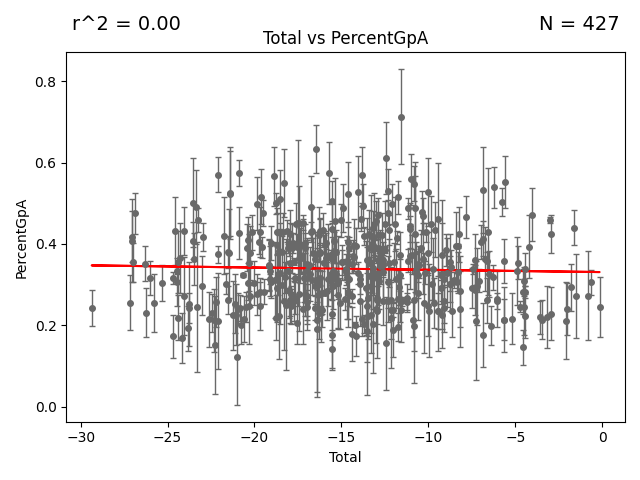 r^2 = 0.00
N = 427
Total vs PercentGpA
PercentGpA
0.8
0.6
0.4
0.2
0.0
−30
−25
−20
−15
−10
−5
0
Total